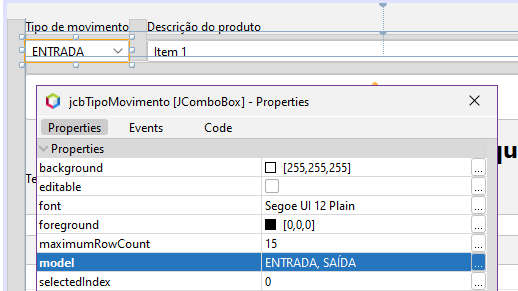 Tipo de movimento Descrição do produto
ENTRADA Item 1
jcbTipoMovimento [JComboBox] - Properties
Properties Events Code
Properties
background [255,255,255] ...
editable ...
font Segoe UI 12 Plain ...
foreground [0,0,0] ...
maximumRowCount 15 ...
model ENTRADA, SAÍDA ...
selectedIndex 0 ...